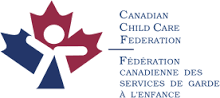 CANADIAN
CHILD CARE
FEDERATION
FÉDÉRATION
CANADIENNE DES
SERVICES DE GARDE
À L'ENFANCE